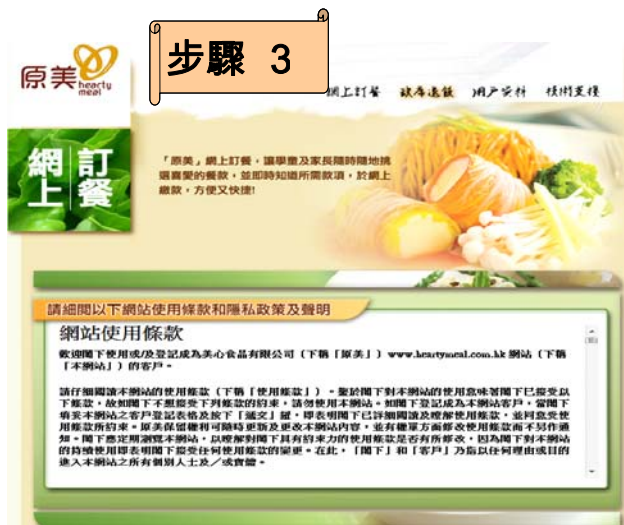 步驟 3
原美
hearty
meal
網上訂餐 缺席退飯 用戶資料 技術支援
網上訂餐
「原美」網上訂餐，讓學童及家長隨時隨地挑
選喜愛的餐款，並即時知道所需款項，於網上
繳款，方便又快捷!
請細閱以下網站使用條款和隱私政策及聲明
網站使用條款
歡迎閣下使用或/及登記成為美心食品有限公司（下稱「原美」）www.heartymeal.com.hk 網站（下稱
「本網站」）的客戶。
請仔細閱讀本網站的使用條款（下稱「使用條款」）。鑒於閣下對本網站的使用意味著閣下已接受以
下條款，故如閣下不想接受下列條款的約束，請勿使用本網站。如閣下登記成為本網站客戶，當閣下
填妥本網站之客戶登記表格及按下「遞交」鍵，即表明閣下已詳細閱讀及瞭解使用條款，並同意受使
用條款所約束。原美保留權利可隨時更新及更改本網站內容，並有權單方面修改使用條款而不另作通
知。閣下應定期瀏覽本網站，以瞭解對閣下具有約束力的使用條款是否有所修改，因為閣下對本網站
的持續使用即表明閣下接受任何使用條款的變更。在此，「閣下」和「客戶」乃指以任何理由或目的
進入本網站之所有個別人士及／或實體。